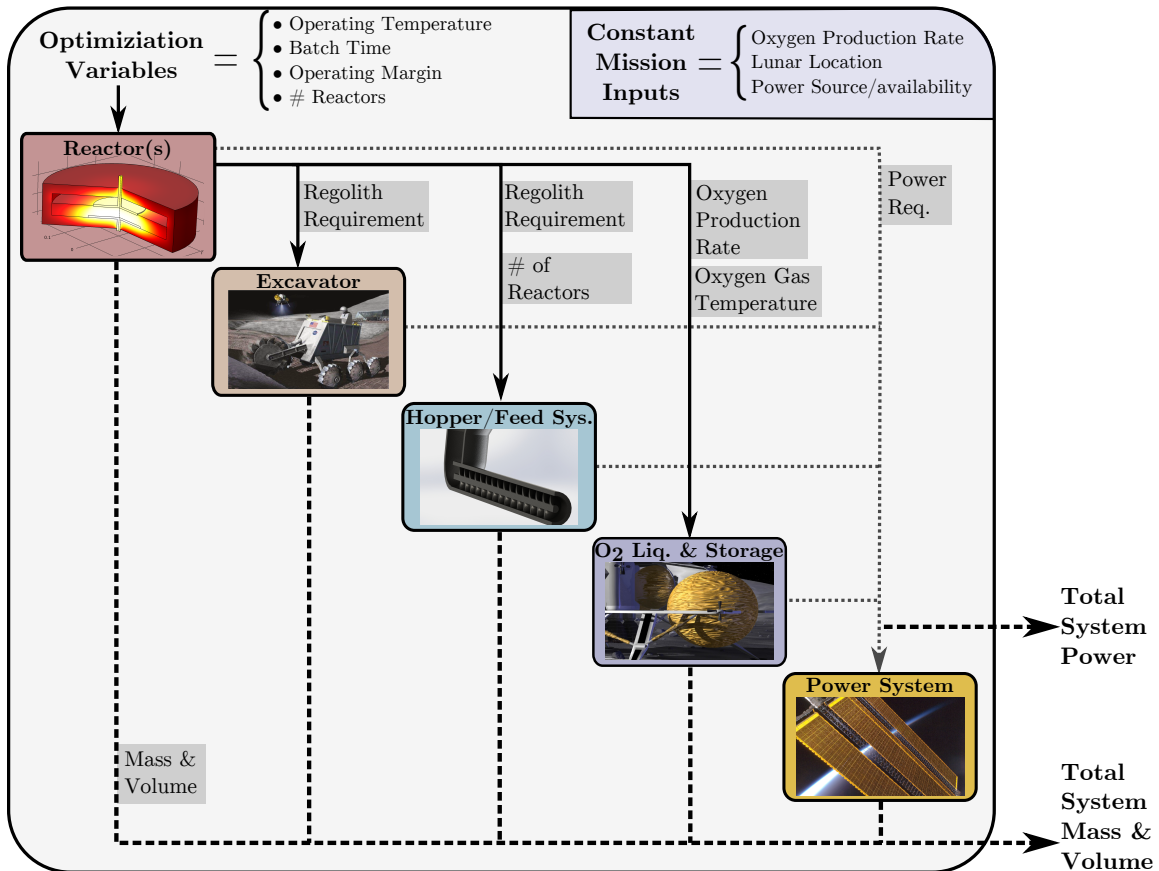 Optimiziation
Variables
=
• Operating Temperature
• Batch Time
• Operating Margin
• # Reactors
Constant
Mission
Inputs
=
Oxygen Production Rate
Lunar Location
Power Source/availability
Reactor(s)
Regolith
Requirement
Regolith
Requirement
# of
Reactors
Oxygen
Production
Rate
Oxygen Gas
Temperature
Power
Req.
Excavator
Hopper/Feed Sys.
O2 Liq. & Storage
Power System
Mass &
Volume
Total
System
Power
Total
System
Mass &
Volume